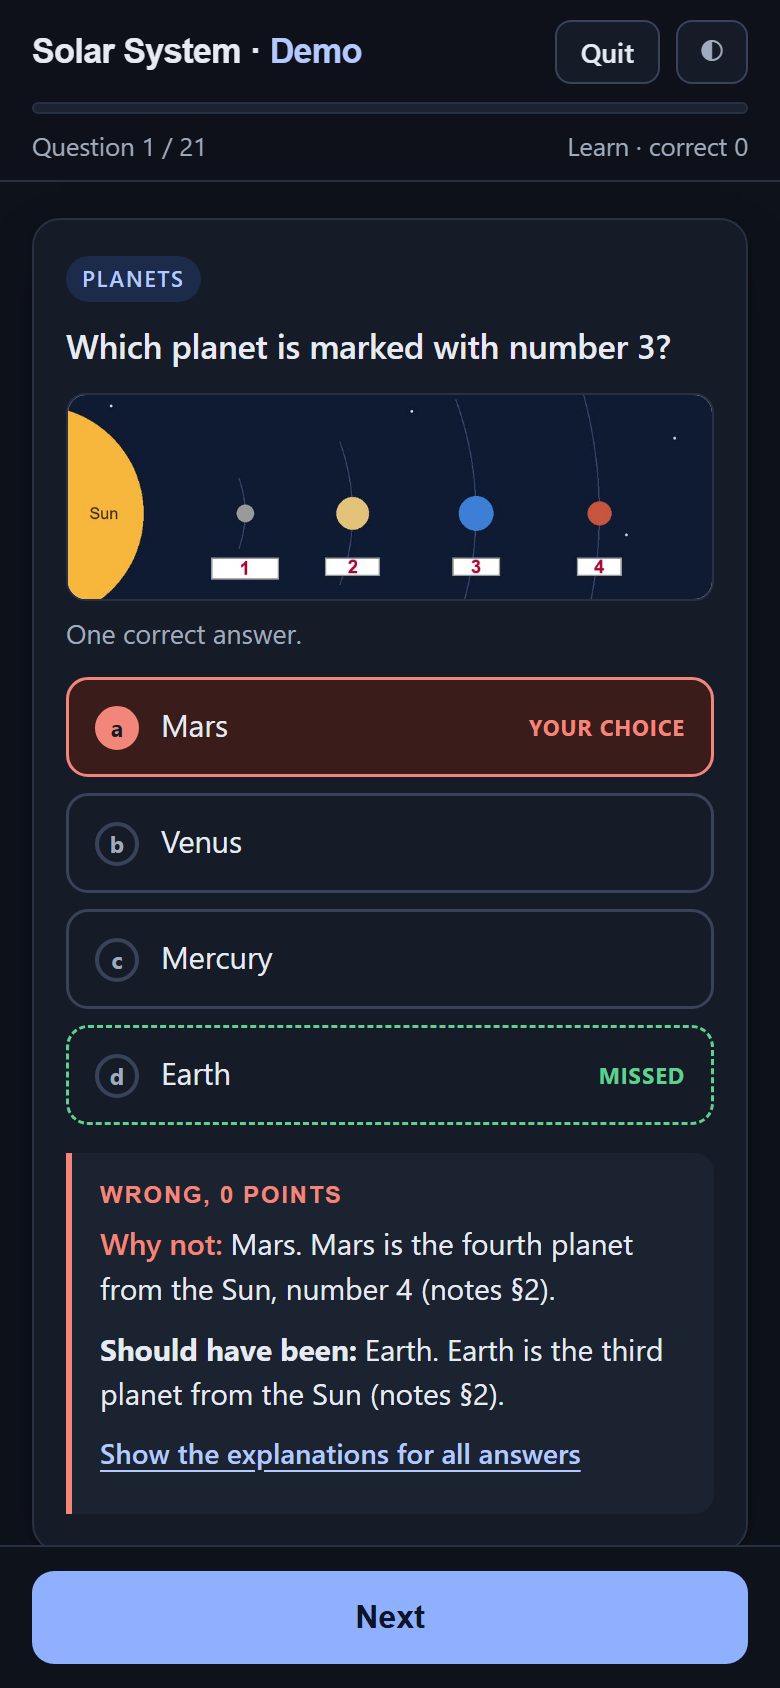 Solar System · Demo
Quit
Question 1 / 21
Learn · correct 0
PLANETS
Which planet is marked with number 3?
Sun
1
2
3
4
One correct answer.
a Mars YOUR CHOICE
b Venus
c Mercury
d Earth MISSED
WRONG, 0 POINTS
Why not: Mars. Mars is the fourth planet
from the Sun, number 4 (notes §2).
Should have been: Earth. Earth is the third
planet from the Sun (notes §2).
Show the explanations for all answers
Next